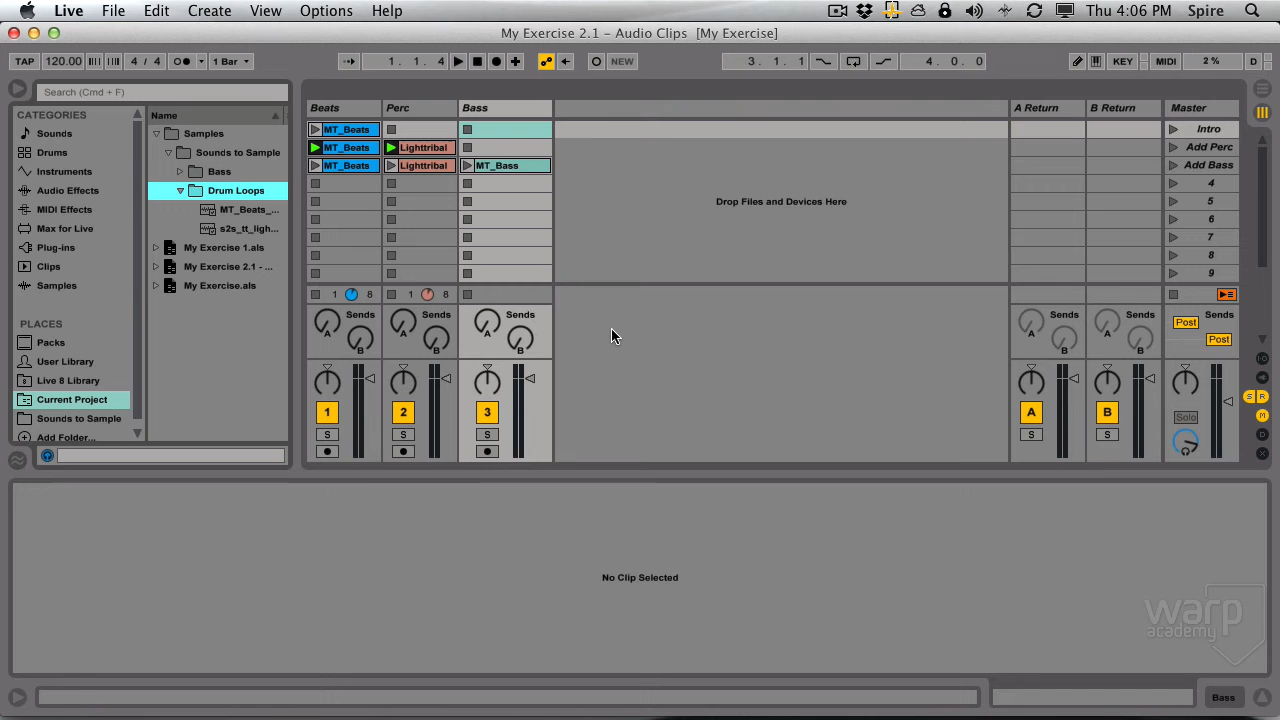 Live File Edit Create View Options Help Thu 4:06 PM Spire
My Exercise 2.1 – Audio Clips [My Exercise]
TAP 120.00 4 / 4 1 Bar 1. 1. 4 NEW 3. 1. 1 4. 0. 0 KEY MIDI 2 % D
Search (Cmd + F)
CATEGORIES
Sounds
Drums
Instruments
Audio Effects
MIDI Effects
Max for Live
Plug-ins
Clips
Samples
PLACES
Packs
User Library
Live 8 Library
Current Project
Sounds to Sample
Add Folder...
Name
Samples
Sounds to Sample
Bass
Drum Loops
MT_Beats_...
s2s_tt_ligh...
My Exercise 1.als
My Exercise 2.1 - ...
My Exercise.als
Beats Perc Bass A Return B Return Master
MT_Beats Intro
MT_Beats Lighttribal Add Perc
MT_Beats Lighttribal MT_Bass Add Bass
4
5
6
7
8
9
Drop Files and Devices Here
1 8 1 8
Sends Sends Sends Sends
A A A A A Post
B B B B B Post
1 2 3 A B Solo
S S S S S
S R
M
D
No Clip Selected
warp
academy
Bass